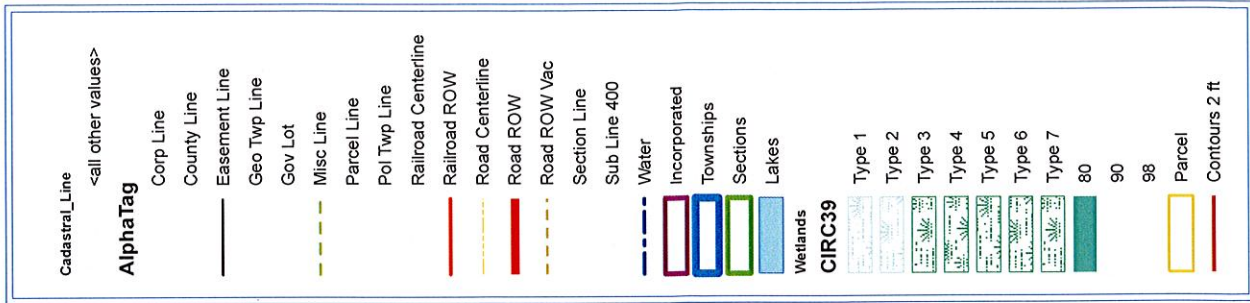 Cadastral_Line
<all other values>
AlphaTag
Corp Line
County Line
Easement Line
Geo Twp Line
Gov Lot
Misc Line
Parcel Line
Pol Twp Line
Railroad Centerline
Railroad ROW
Road Centerline
Road ROW
Road ROW Vac
Section Line
Sub Line 400
Water
Incorporated
Townships
Sections
Lakes
Wetlands
CIRC39
Type 1
Type 2
Type 3
Type 4
Type 5
Type 6
Type 7
80
90
98
Parcel
Contours 2 ft